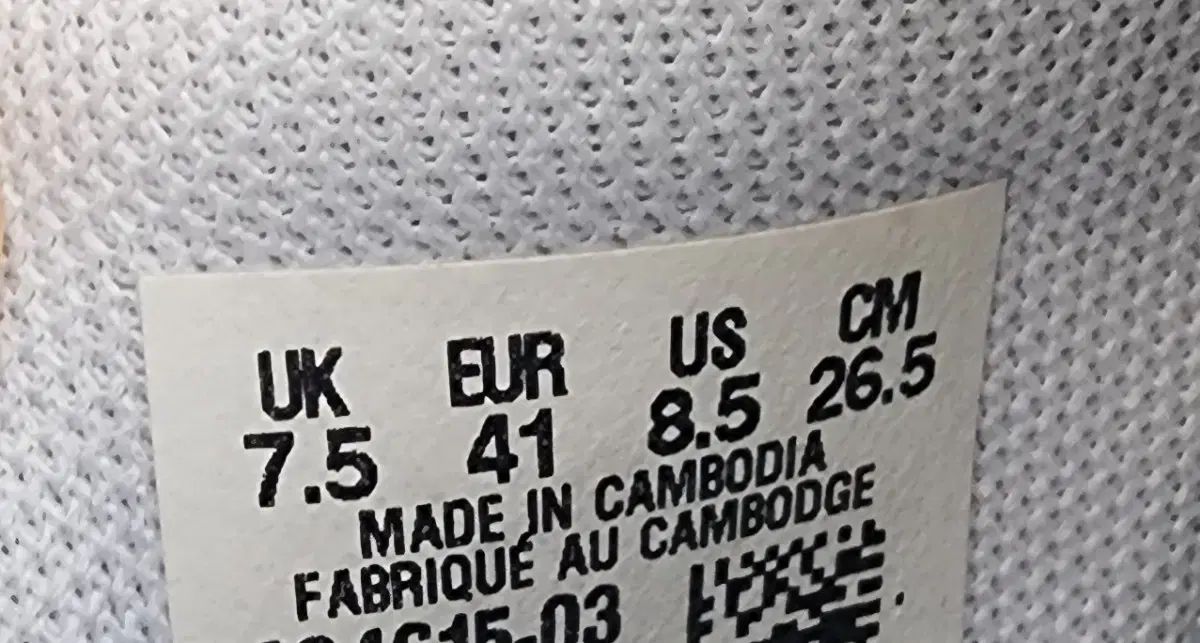 UK EUR US CM
7.5 41 8.5 26.5
MADE IN CAMBODIA
FABRIQUÉ AU CAMBODGE